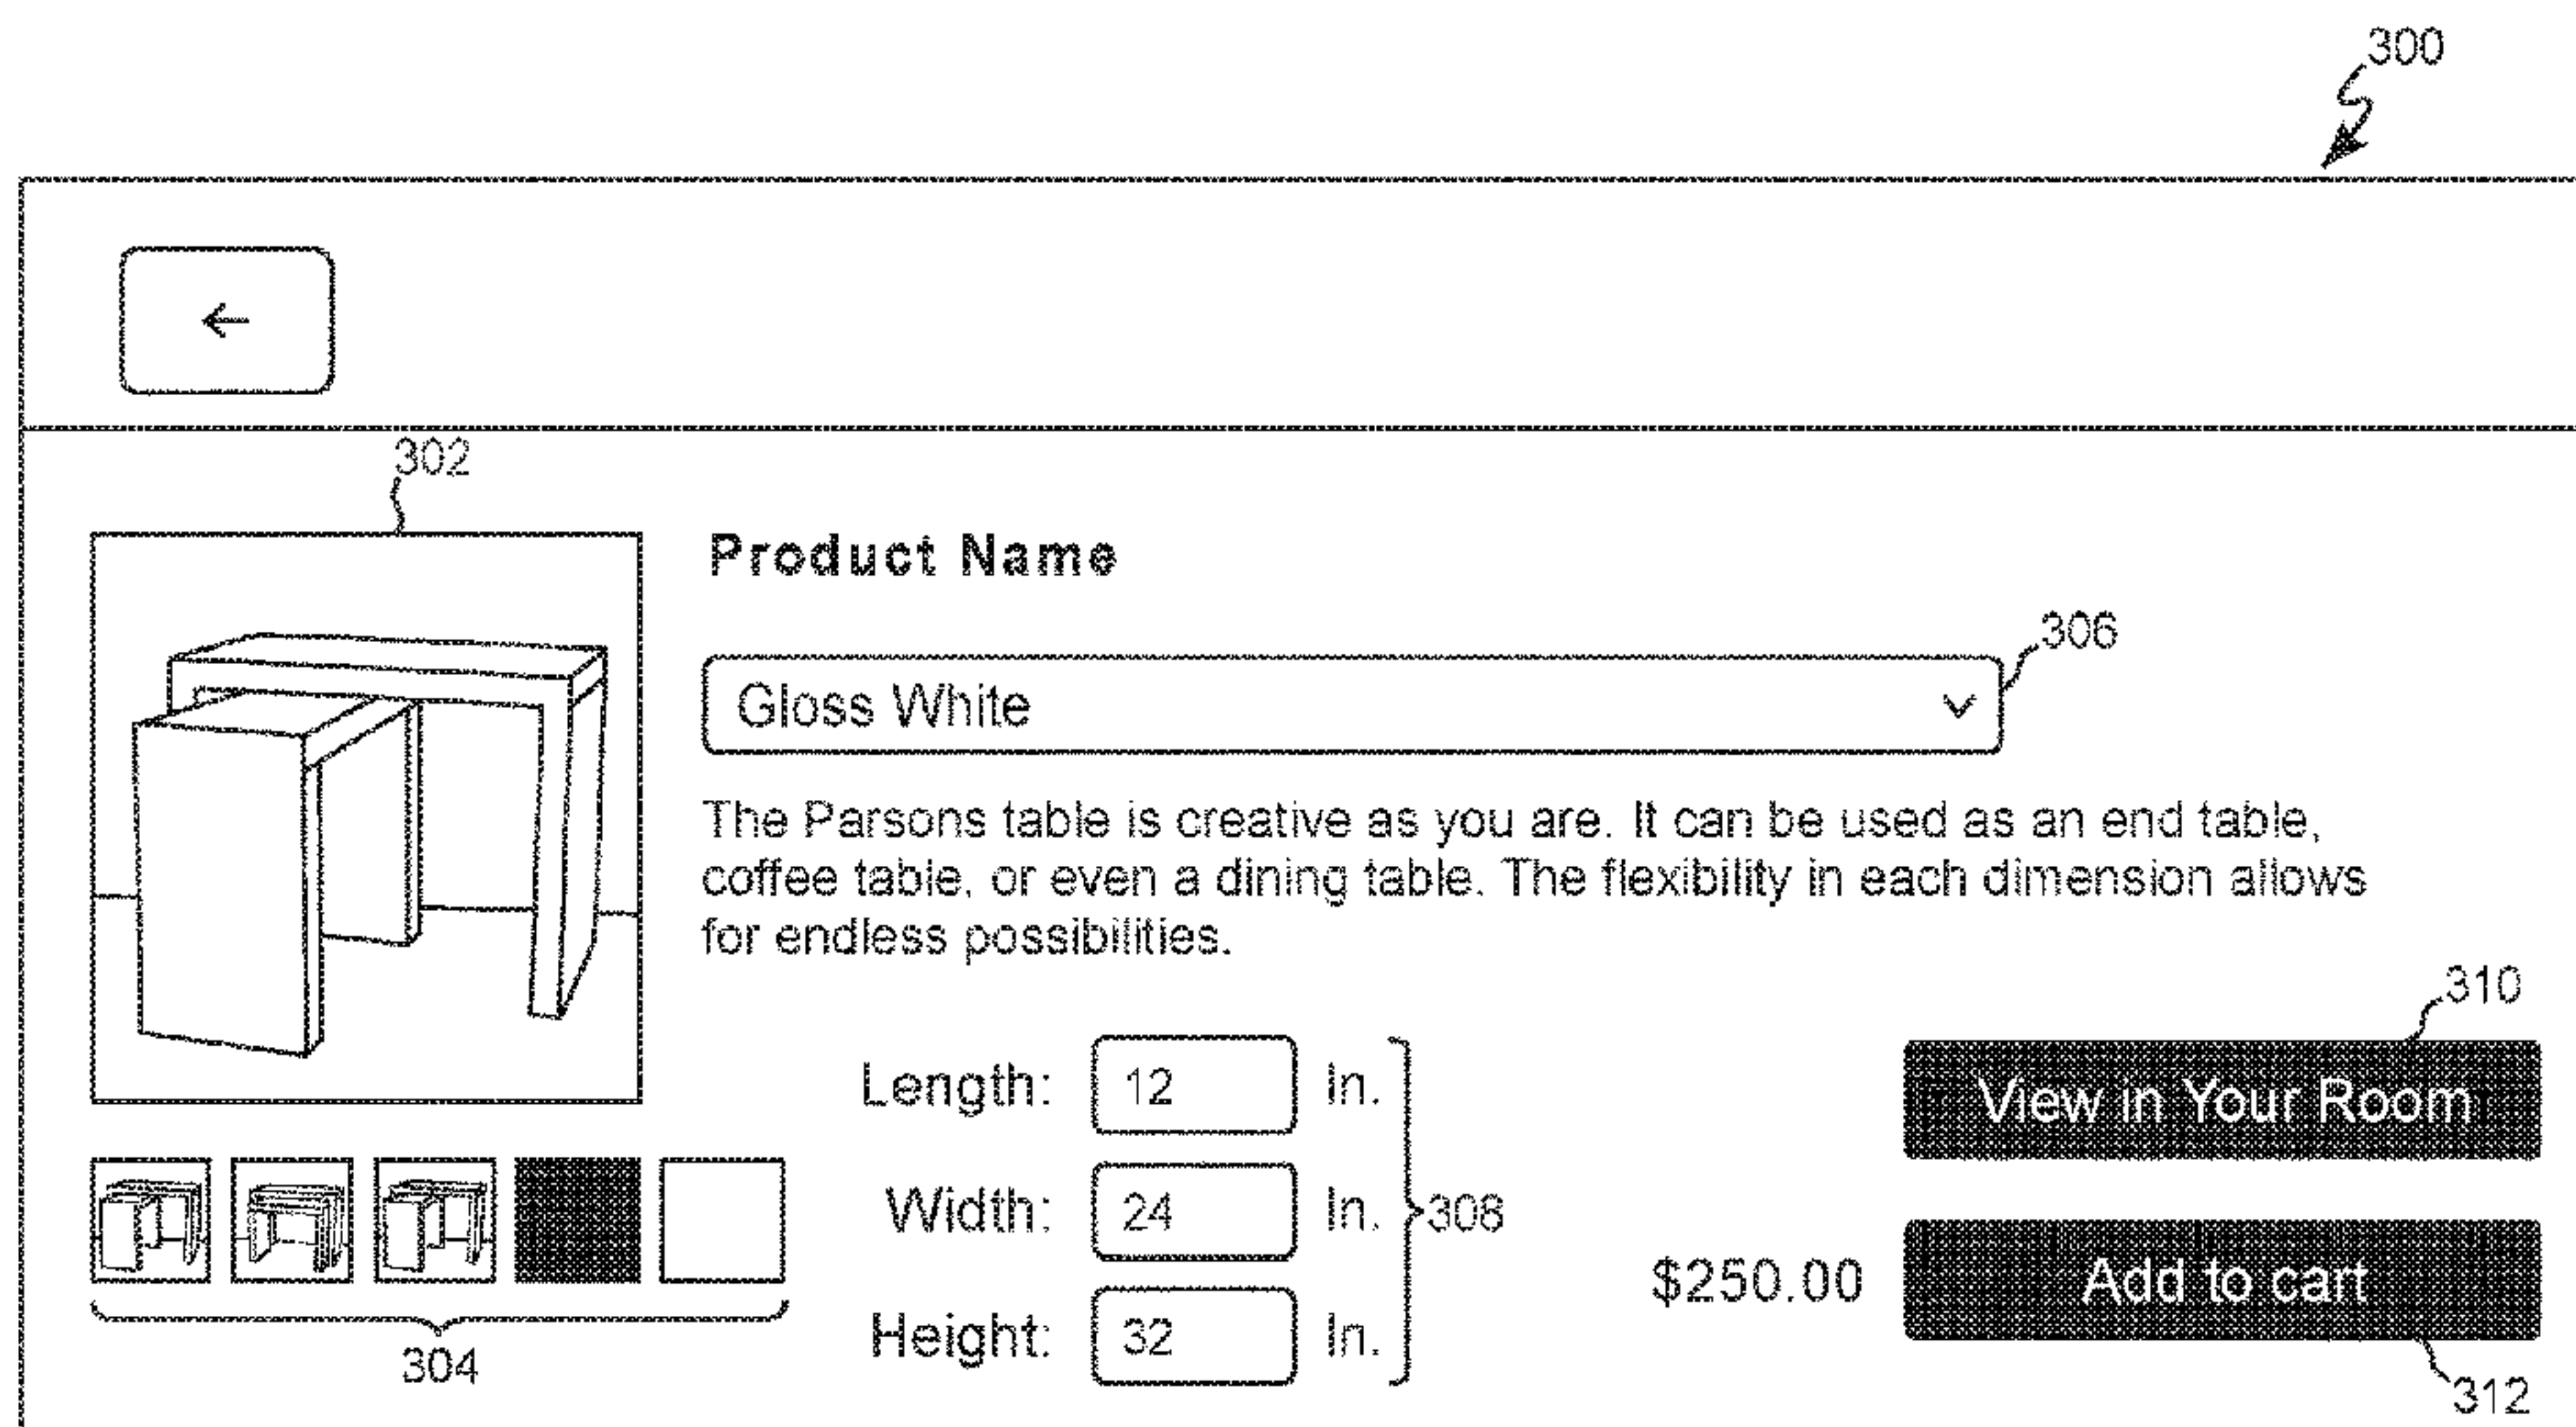 300
←
302
Product Name
306
Gloss White
The Parsons table is creative as you are. It can be used as an end table,
coffee table, or even a dining table. The flexibility in each dimension allows
for endless possibilities.
310
Length: 12 In.
View in Your Room
Width: 24 In.
308
$250.00 Add to cart
Height: 32 In.
304
312